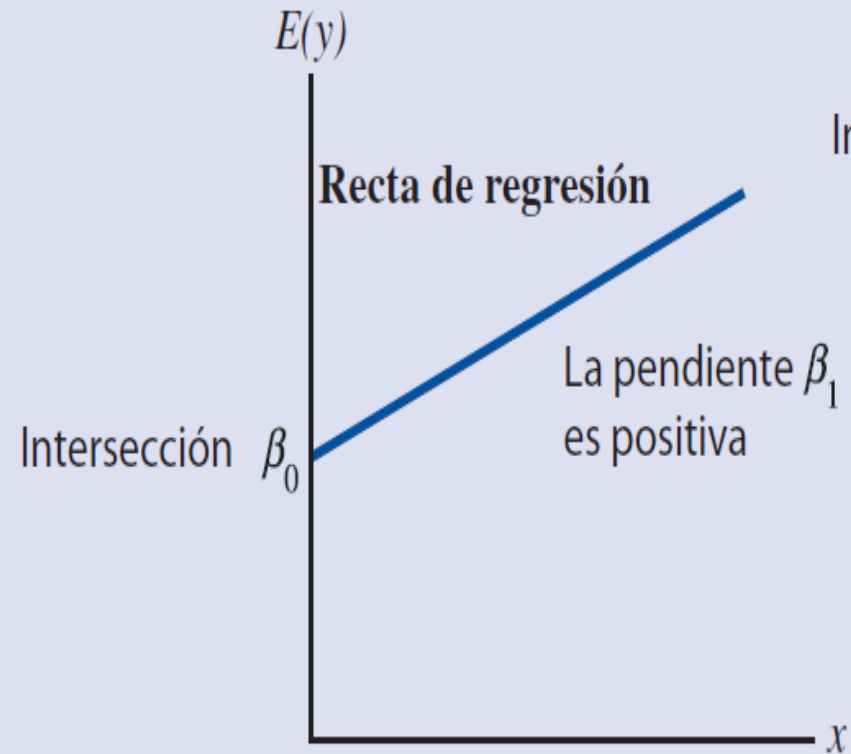 E(y)
Recta de regresión
La pendiente β₁
es positiva
Intersección β₀
x